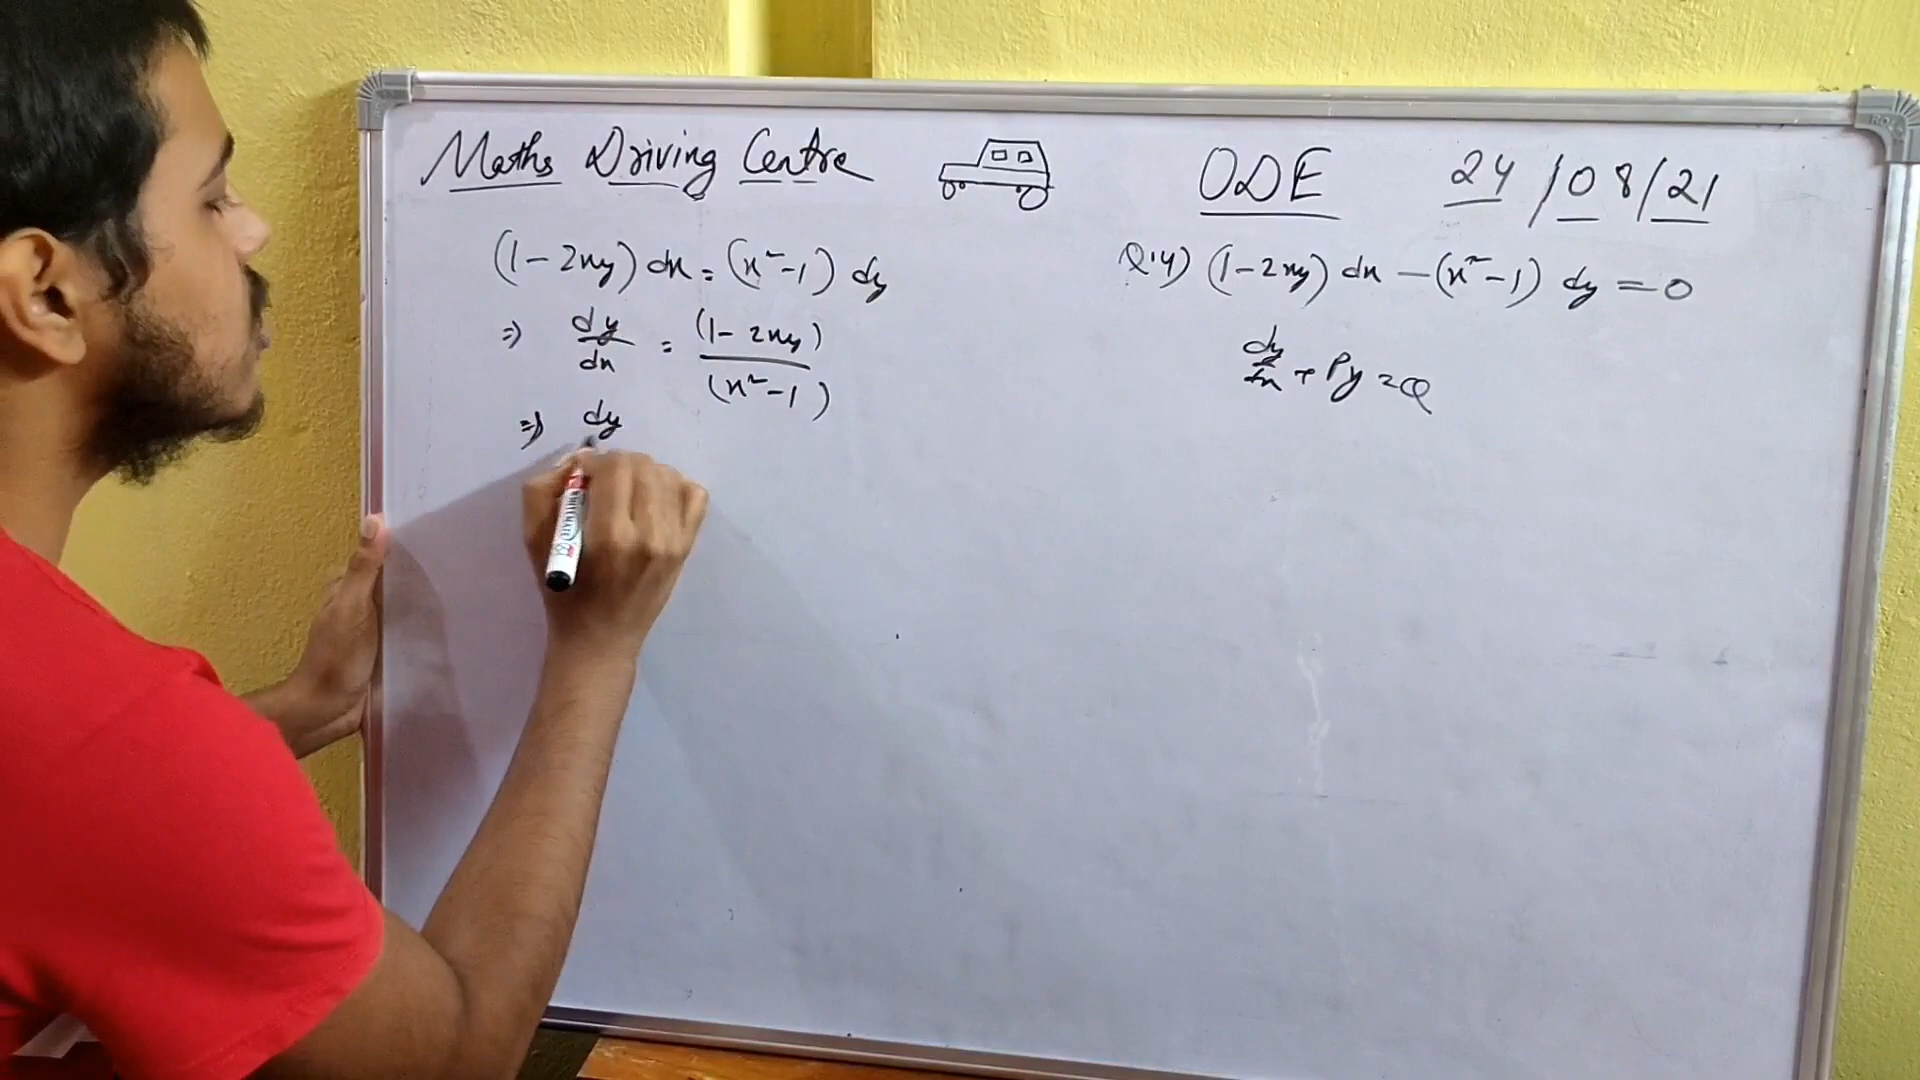 Maths Driving Centre ODE 24/08/21
(1-2xy) dx = (x²-1) dy
⇒ dy/dx = (1-2xy)/(x²-1)
⇒ dy
Q.4) (1-2xy) dx - (x²-1) dy = 0
dy/dx + Py = Q